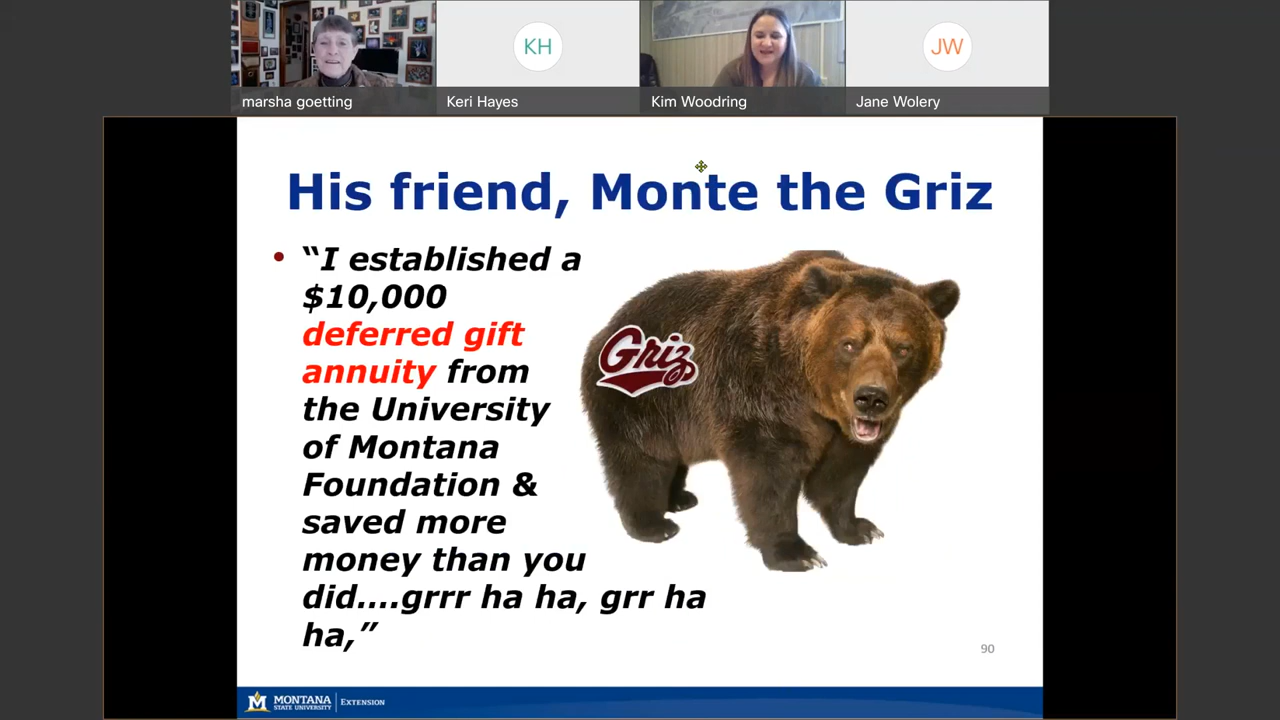 KH
JW
marsha goetting
Keri Hayes
Kim Woodring
Jane Wolery
His friend, Monte the Griz
• “I established a
$10,000
deferred gift
annuity from
the University
of Montana
Foundation &
saved more
money than you
did....grrr ha ha, grr ha
ha,”
Griz
90
M MONTANA
STATE UNIVERSITY
EXTENSION